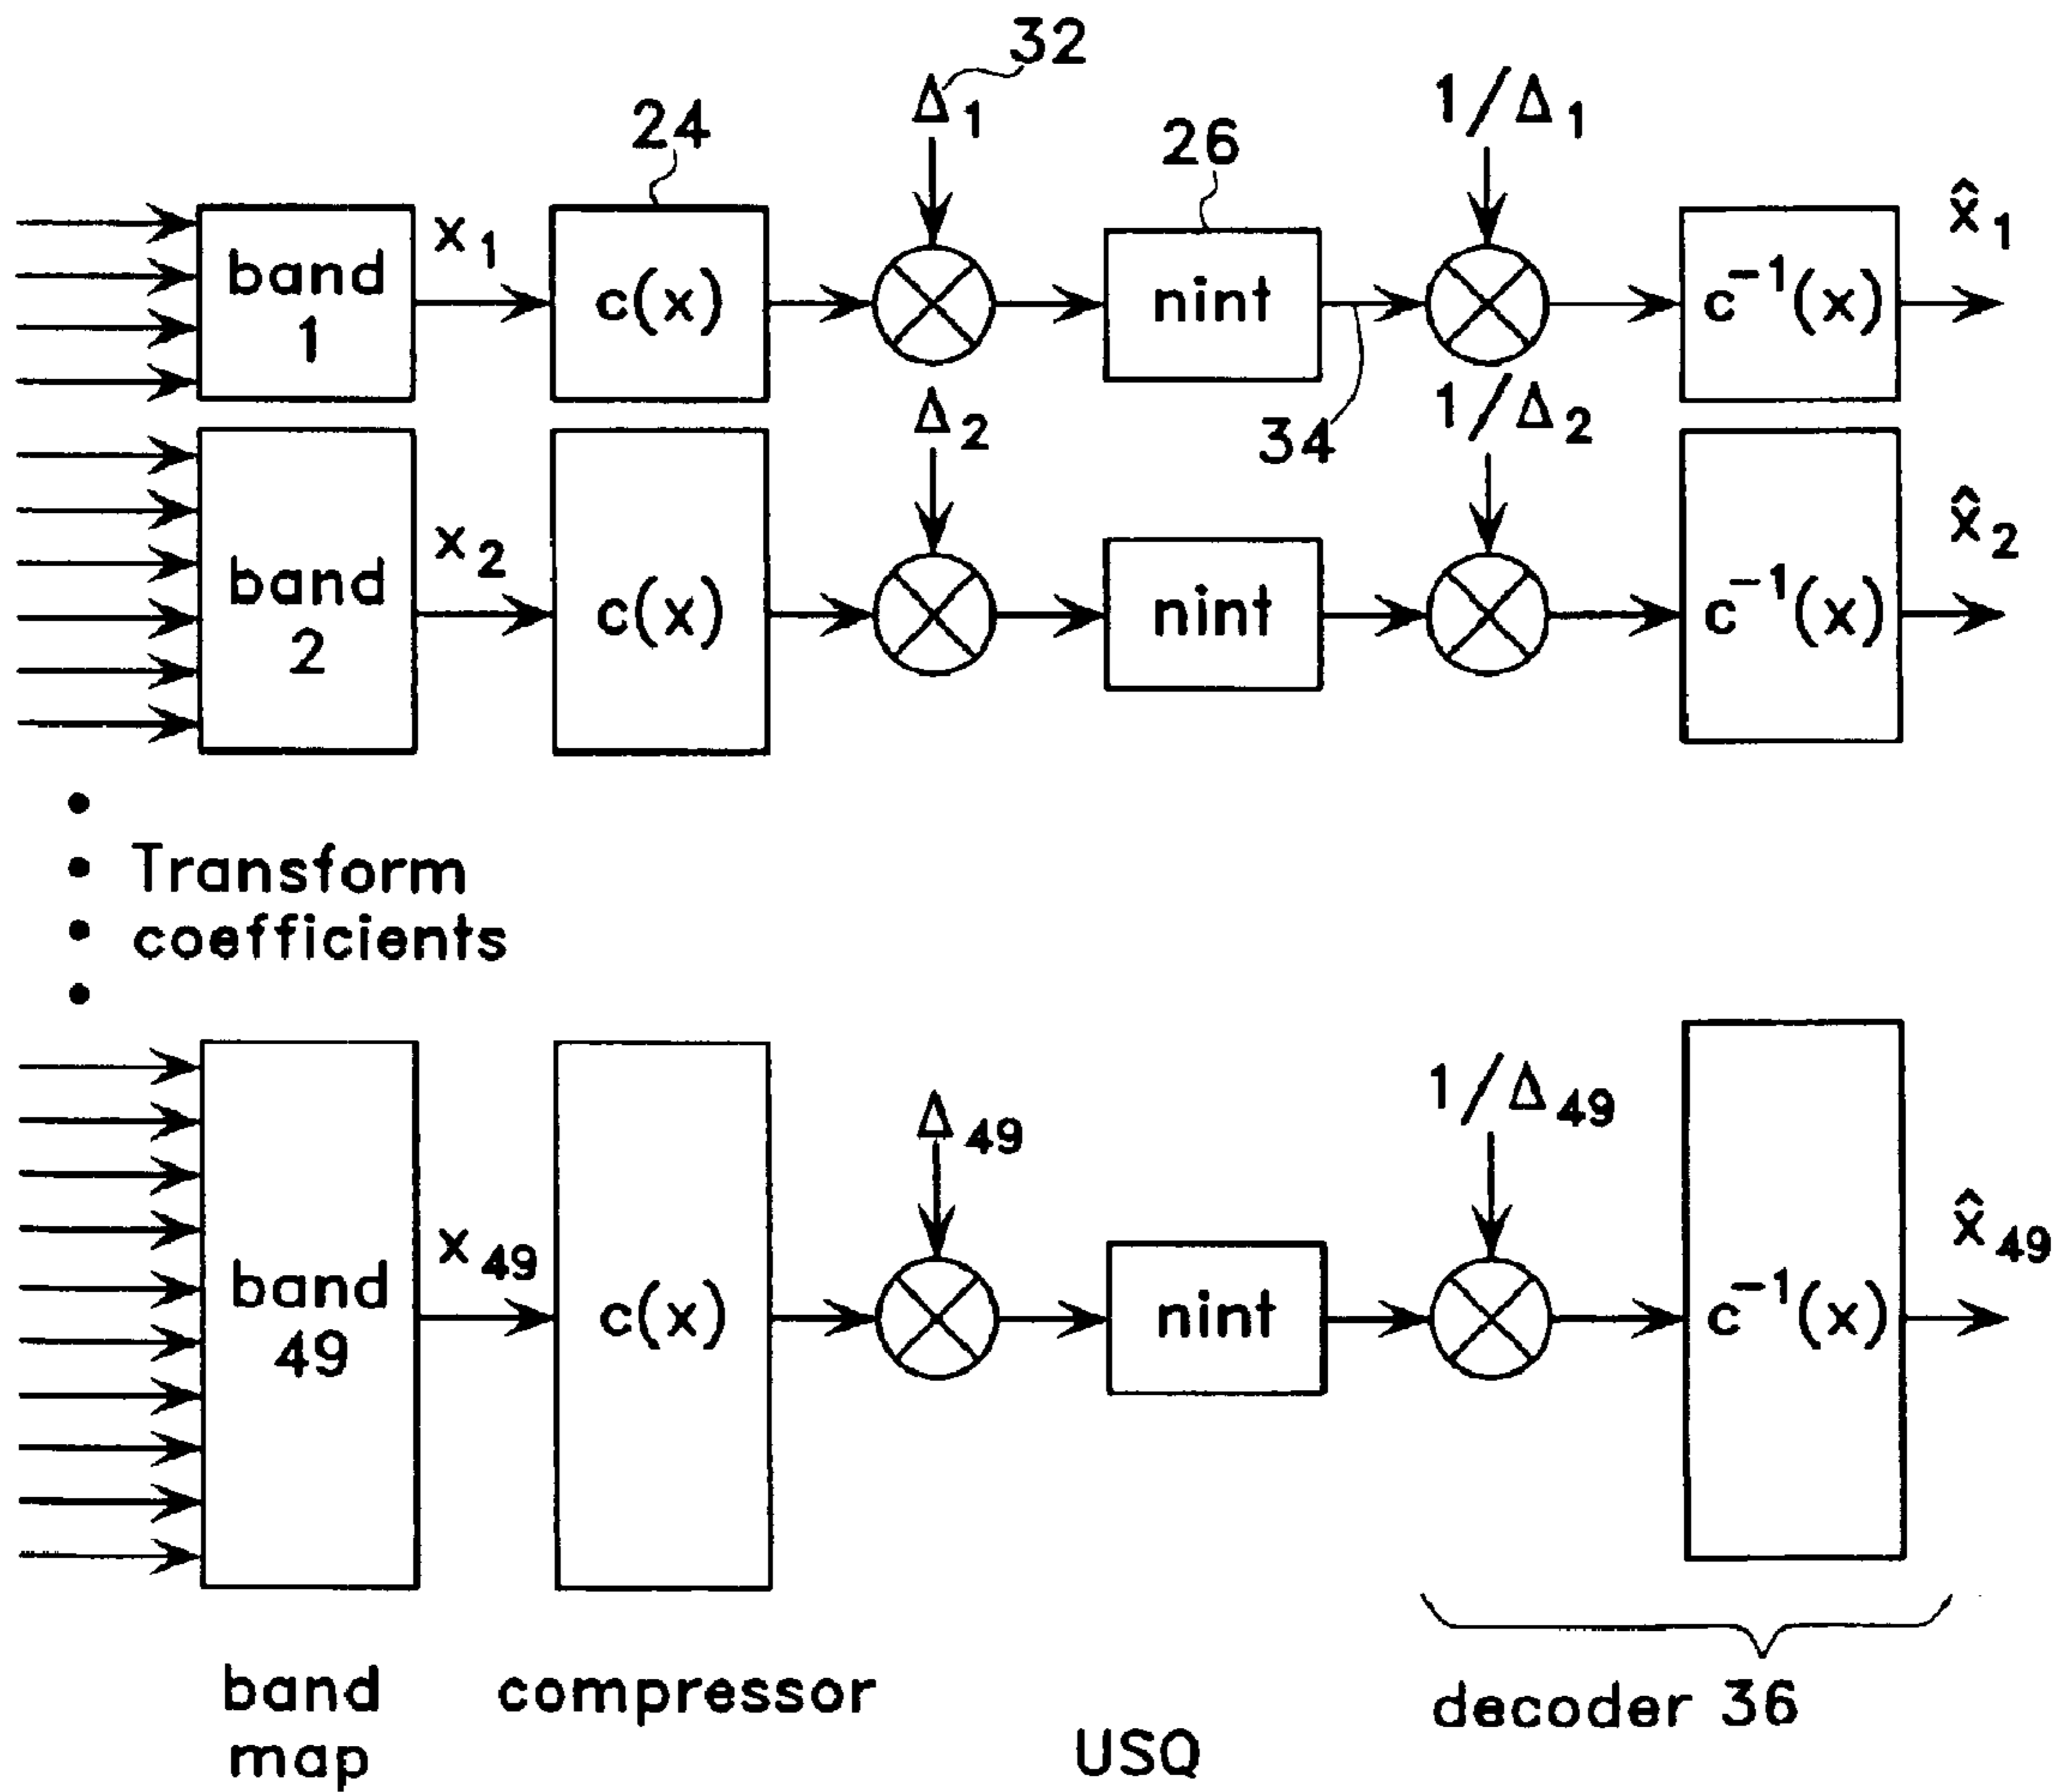 32
24
Δ1
26
1/Δ1
x̂1
x1
band
1
c(x)
nint
c⁻¹(x)
34
Δ2
1/Δ2
x̂2
x2
band
2
c(x)
nint
c⁻¹(x)
Transform
coefficients
Δ49
1/Δ49
x̂49
x49
band
49
c(x)
nint
c⁻¹(x)
band
map
compressor
USQ
decoder 36